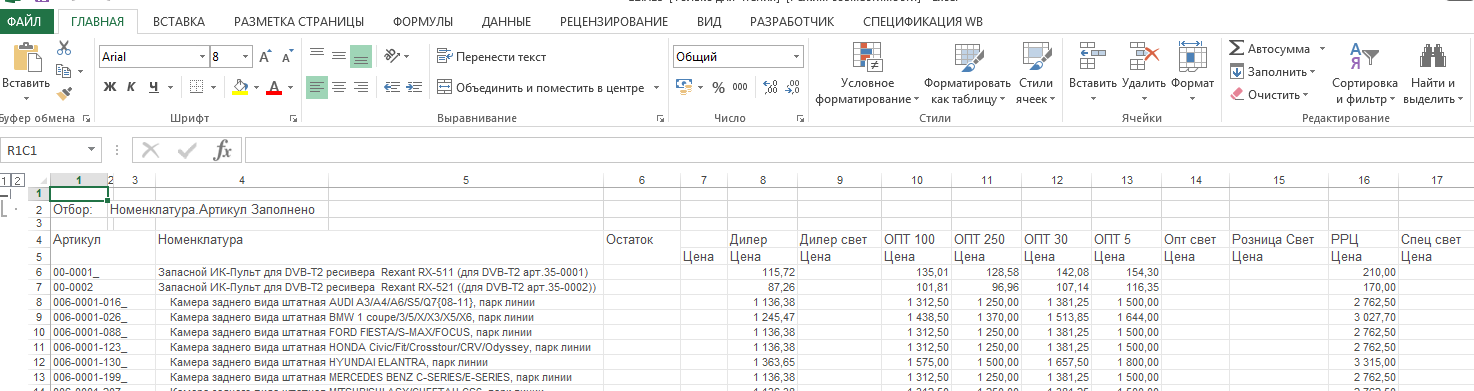 ФАЙЛ ГЛАВНАЯ ВСТАВКА РАЗМЕТКА СТРАНИЦЫ ФОРМУЛЫ ДАННЫЕ РЕЦЕНЗИРОВАНИЕ ВИД РАЗРАБОТЧИК СПЕЦИФИКАЦИЯ WB
Вставить
Arial 8
Ж К Ч
Перенести текст
Объединить и поместить в центре
Общий
% 000
Условное форматирование
Форматировать как таблицу
Стили ячеек
Вставить Удалить Формат
Автосумма
Заполнить
Очистить
Сортировка и фильтр
Найти и выделить
Буфер обмена Шрифт Выравнивание Число Стили Ячейки Редактирование
R1C1 fx
1 2 1 2 3 4 5 6 7 8 9 10 11 12 13 14 15 16 17
1
2 Отбор: Номенклатура.Артикул Заполнено
3
4 Артикул Номенклатура Остаток Дилер Дилер свет ОПТ 100 ОПТ 250 ОПТ 30 ОПТ 5 Опт свет Розница Свет РРЦ Спец свет
5 Цена Цена Цена Цена Цена Цена Цена Цена Цена Цена Цена
6 00-0001_ Запасной ИК-Пульт для DVB-T2 ресивера Rexant RX-511 ((для DVB-T2 арт.35-0001) 115,72 135,01 128,58 142,08 154,30 210,00
7 00-0002 Запасной ИК-Пульт для DVB-T2 ресивера Rexant RX-521 ((для DVB-T2 арт.35-0002)) 87,26 101,81 96,96 107,14 116,35 170,00
8 006-0001-016_ Камера заднего вида штатная AUDI A3/A4/A6/S5/Q7{08-11}, парк линии 1 136,38 1 312,50 1 250,00 1 381,25 1 500,00 2 762,50
9 006-0001-026_ Камера заднего вида штатная BMW 1 coupe/3/5/X/X3/X5/X6, парк линии 1 245,47 1 438,50 1 370,00 1 513,85 1 644,00 3 027,70
10 006-0001-088_ Камера заднего вида штатная FORD FIESTA/S-MAX/FOCUS, парк линии 1 136,38 1 312,50 1 250,00 1 381,25 1 500,00 2 762,50
11 006-0001-123_ Камера заднего вида штатная HONDA Civic/Fit/Crosstour/CRV/Odyssey, парк линии 1 136,38 1 312,50 1 250,00 1 381,25 1 500,00 2 762,50
12 006-0001-130_ Камера заднего вида штатная HYUNDAI ELANTRA, парк линии 1 363,65 1 575,00 1 500,00 1 657,50 1 800,00 3 315,00
13 006-0001-199_ Камера заднего вида штатная MERCEDES BENZ C-SERIES/E-SERIES, парк линии 1 136,38 1 312,50 1 250,00 1 381,25 1 500,00 2 762,50